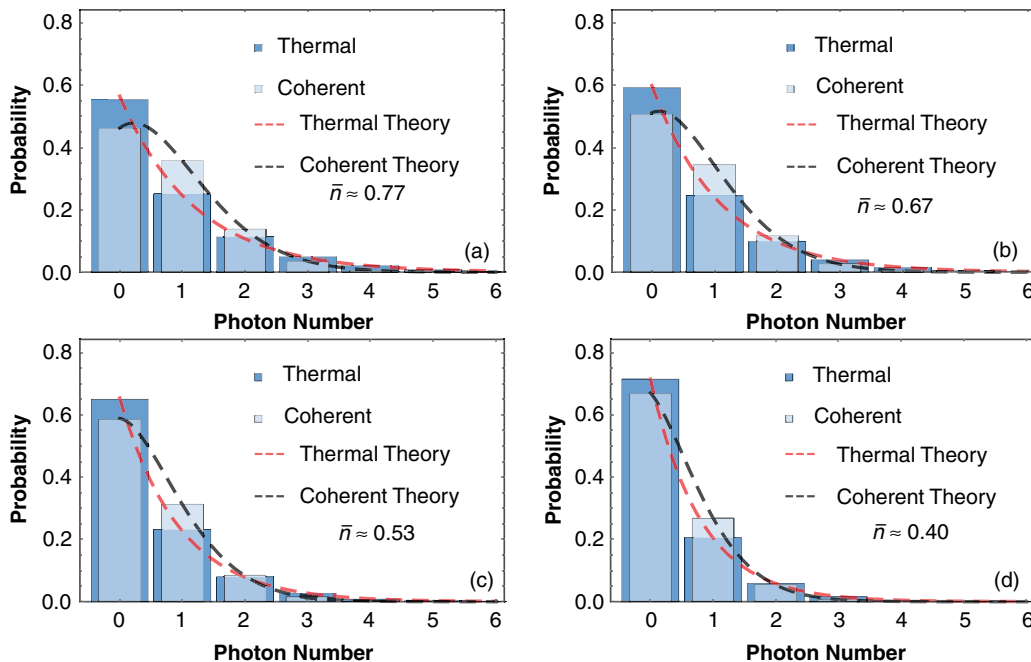 0.8
0.6
0.4
0.2
0.0
Probability
Thermal
Coherent
Thermal Theory
Coherent Theory
n̄ ≈ 0.77
(a)
0 1 2 3 4 5 6
Photon Number
0.8
0.6
0.4
0.2
0.0
Probability
Thermal
Coherent
Thermal Theory
Coherent Theory
n̄ ≈ 0.67
(b)
0 1 2 3 4 5 6
Photon Number
0.8
0.6
0.4
0.2
0.0
Probability
Thermal
Coherent
Thermal Theory
Coherent Theory
n̄ ≈ 0.53
(c)
0 1 2 3 4 5 6
Photon Number
0.8
0.6
0.4
0.2
0.0
Probability
Thermal
Coherent
Thermal Theory
Coherent Theory
n̄ ≈ 0.40
(d)
0 1 2 3 4 5 6
Photon Number